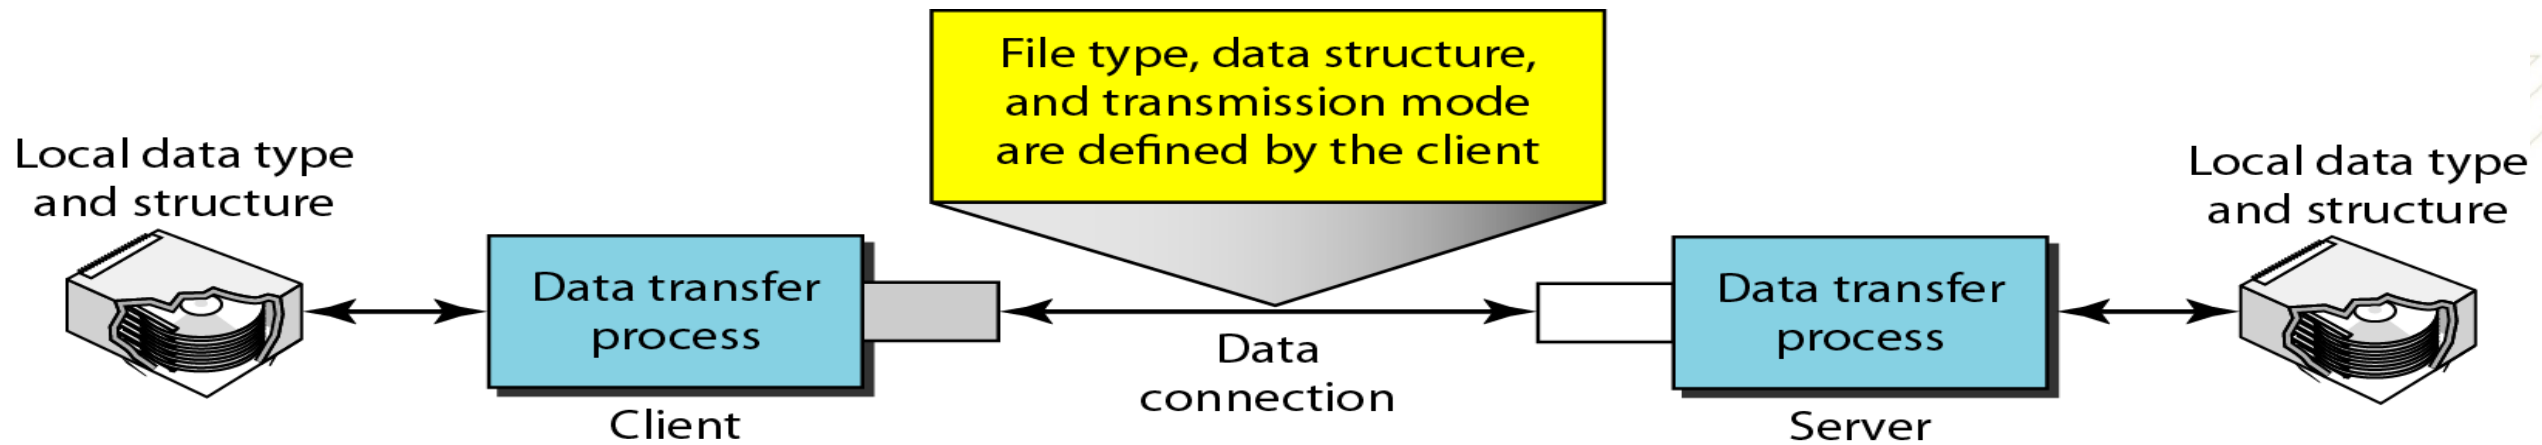 File type, data structure,
and transmission mode
are defined by the client
Local data type
and structure
Local data type
and structure
Data transfer
process
Data transfer
process
Data
connection
Client
Server